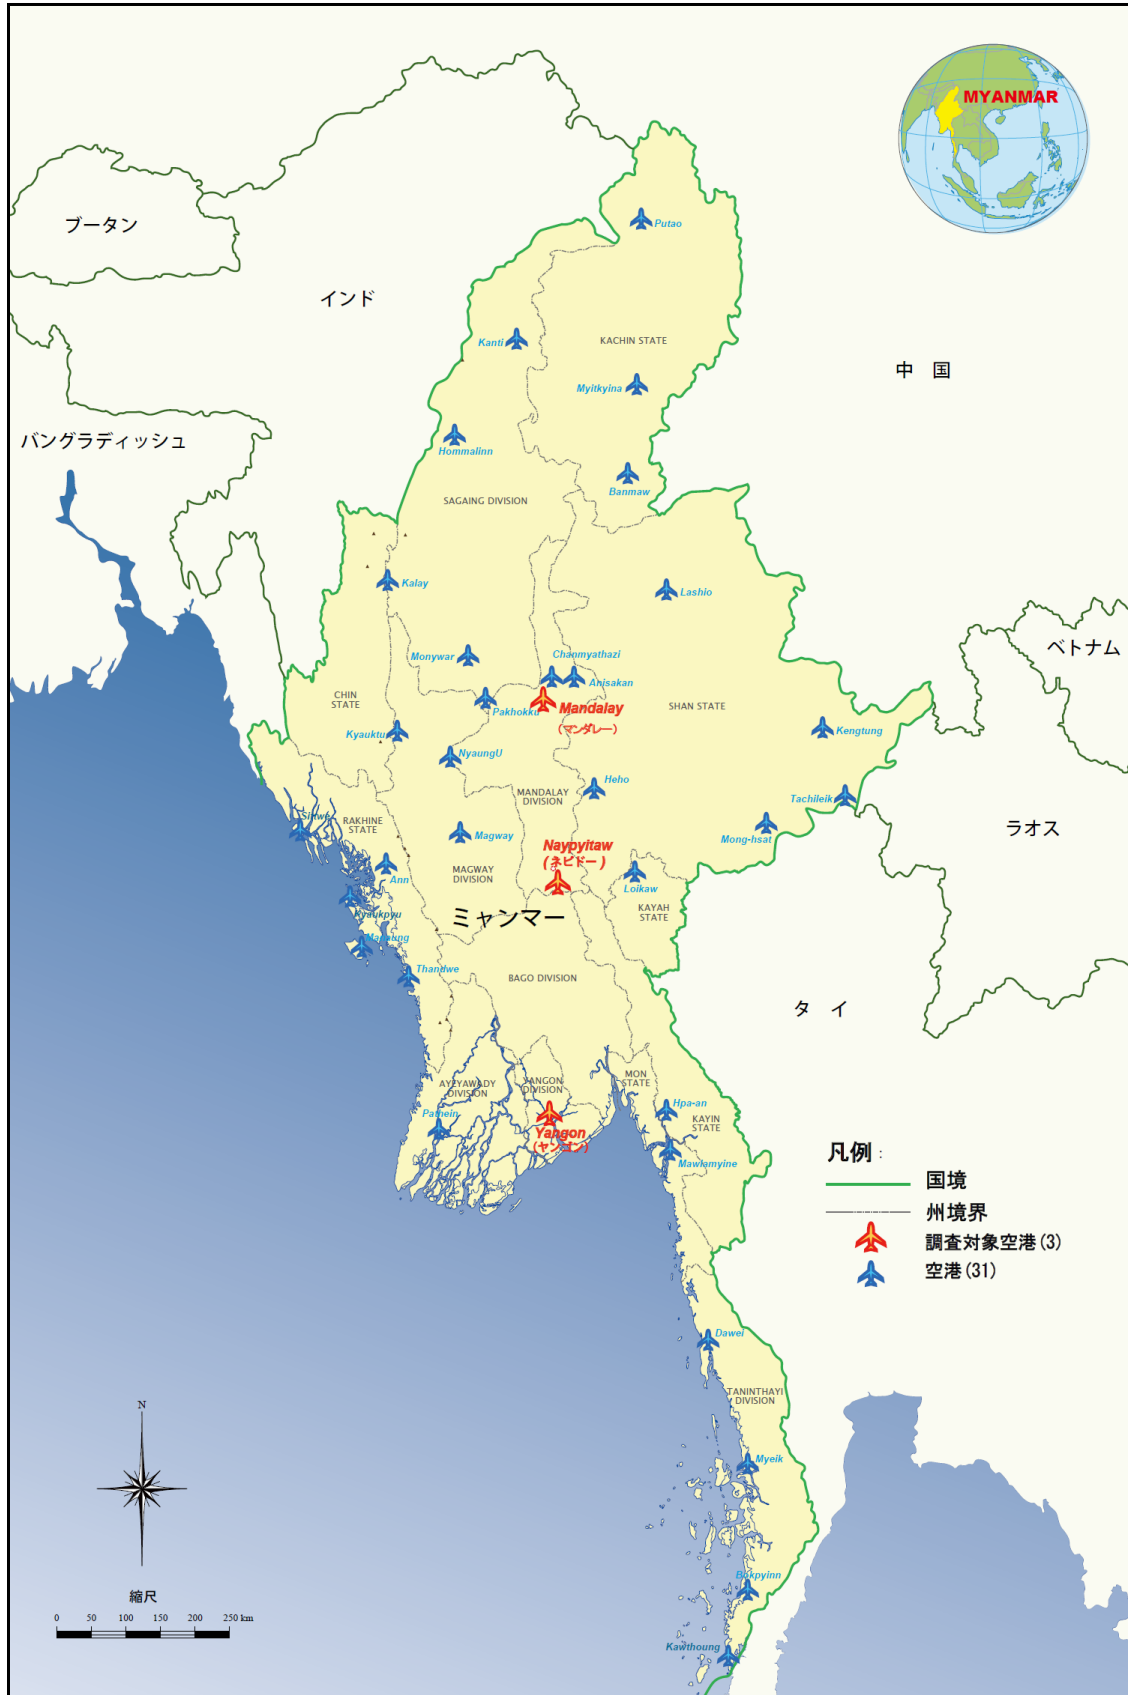 MYANMAR
ブータン
Putao
インド
Kanti
KACHIN STATE
中 国
Myitkyina
バングラディッシュ
Hommalinn
Banmaw
SAGAING DIVISION
Kalay
Lashio
Monywar
Chanmyathazi
Anisakan
ベトナム
CHIN
STATE
Pakhokku
Mandalay
(マンダレー)
SHAN STATE
Kyauktu
Kengtung
NyaungU
Heho
MANDALAY
DIVISION
Tachileik
Sittwe
RAKHINE
STATE
Magway
Mong-hsat
ラオス
Naypyitaw
(ネピドー)
Ann
MAGWAY
DIVISION
Loikaw
Kyaukpyu
ミャンマー
KAYAH
STATE
Manaung
Thandwe
BAGO DIVISION
タ イ
AYEYAWADY
DIVISION
YANGON
DIVISION
MON
STATE
Pathein
Yangon
(ヤンゴン)
Hpa-an
KAYIN
STATE
Mawlamyine
凡例:
国境
州境界
調査対象空港(3)
空港(31)
Dawei
TANINTHAYI
DIVISION
N
Myeik
Bokpyinn
縮尺
0 50 100 150 200 250 km
Kawthoung